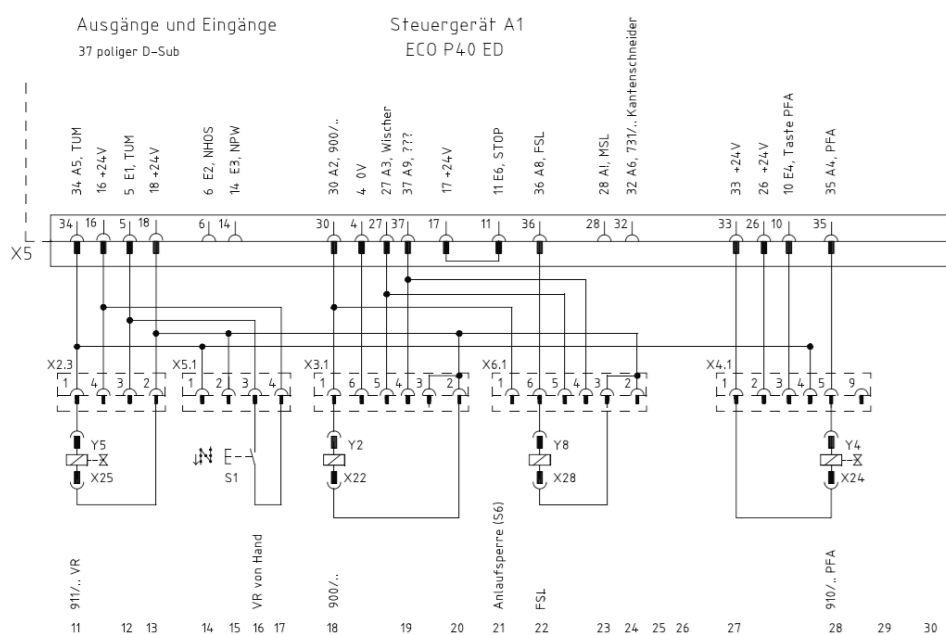 Ausgänge und Eingänge
37 poliger D-Sub
Steuergerät A1
ECO P40 ED
34 A5, TUM
16 +24V
5 E1, TUM
18 +24V
6 E2, NHOS
14 E3, NPW
30 A2, 900/..
4 0V
27 A3, Wischer
37 A9, ???
17 +24V
11 E6, STOP
36 A8, FSL
28 A1, MSL
32 A6, 731/.. Kantenschneider
33 +24V
26 +24V
10 E4, Taste PFA
35 A4, PFA
34 16 5 18 6 14 30 4 27 37 17 11 36 28 32 33 26 10 35
X5
X2.3 X5.1 X3.1 X6.1 X4.1
1 4 3 2 1 2 3 4 1 6 5 4 3 2 1 6 5 4 3 2 1 2 3 4 5 9
Y5 Y2 Y8 Y4
S1
X25 X22 X28 X24
911/.. VR
VR von Hand
900/..
Anlaufsperre (S6)
FSL
910/.. PFA
11 12 13 14 15 16 17 18 19 20 21 22 23 24 25 26 27 28 29 30